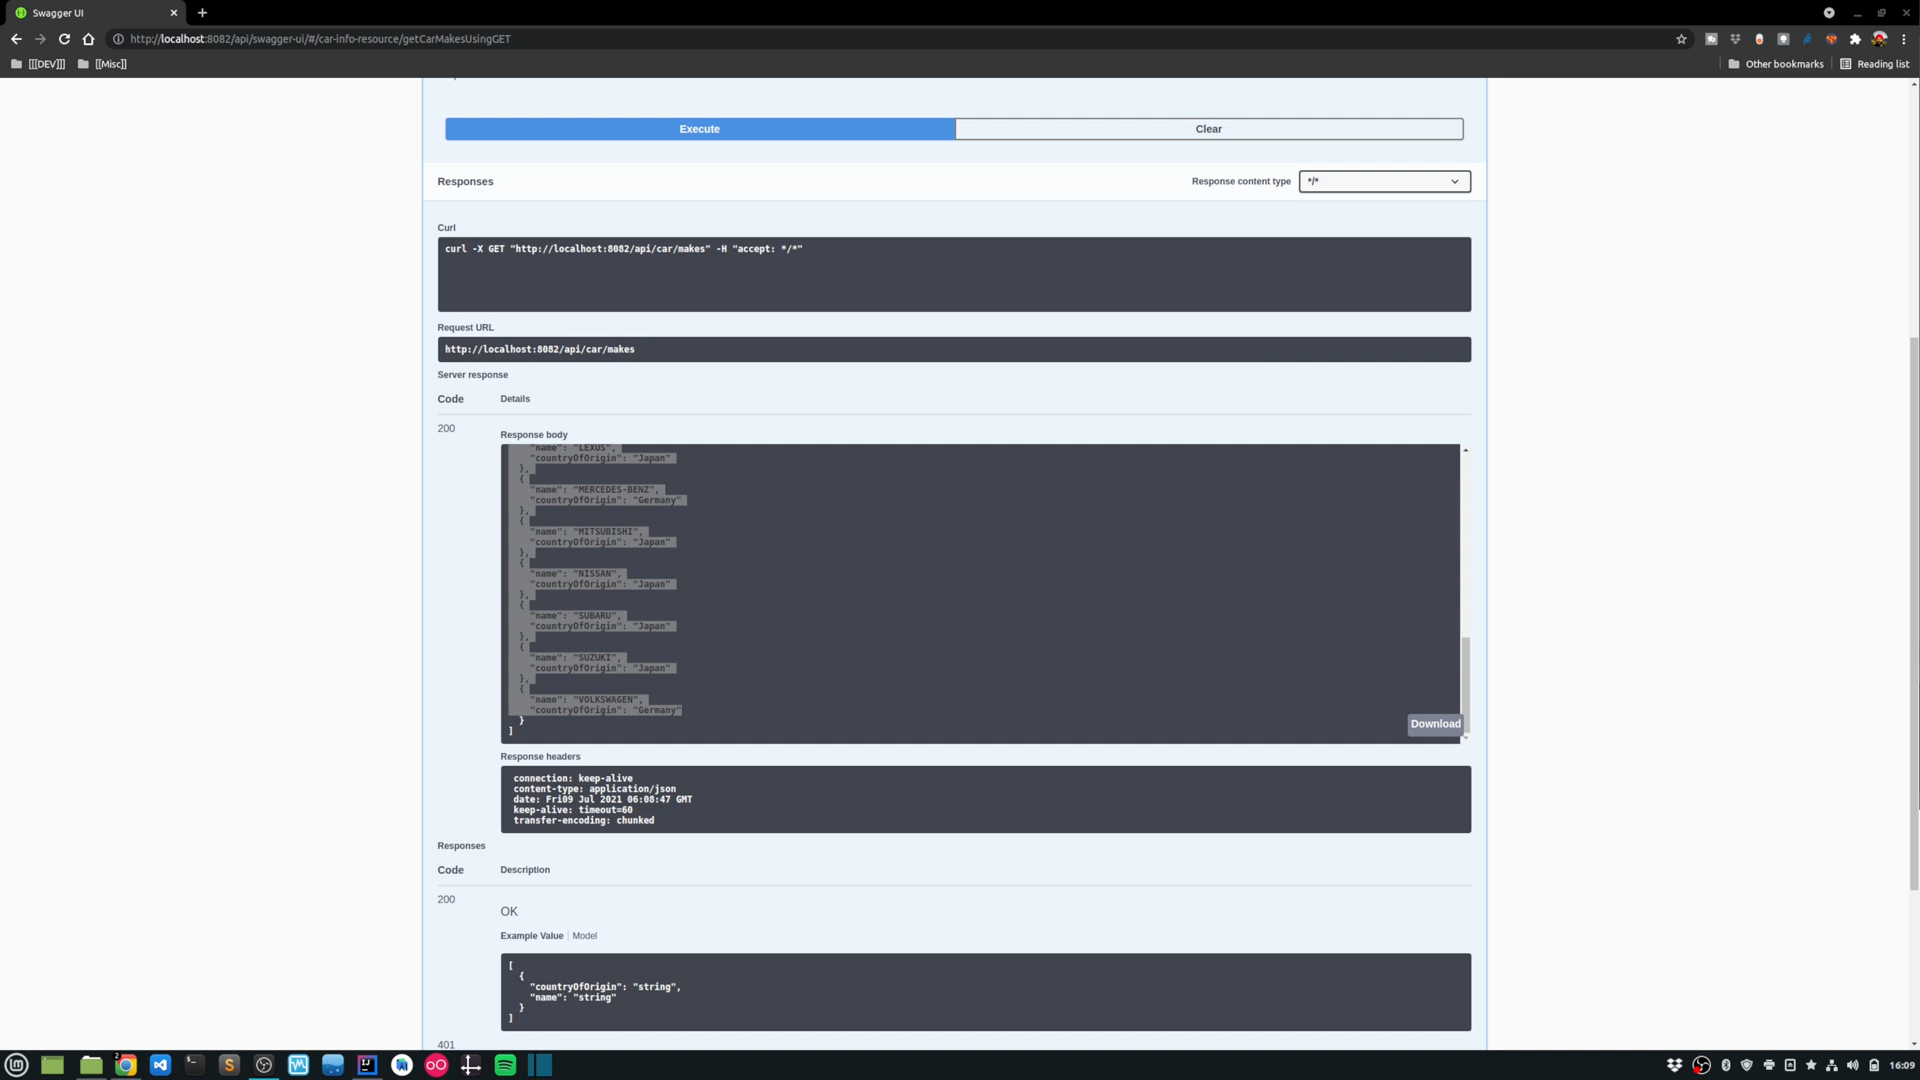 Swagger UI
http://localhost:8082/api/swagger-ui/#/car-info-resource/getCarMakesUsingGET
[[[DEV]]]
[[Misc]]
Other bookmarks
Reading list
Execute
Clear
Responses
Response content type
*/*
Curl
curl -X GET "http://localhost:8082/api/car/makes" -H "accept: */*"
Request URL
http://localhost:8082/api/car/makes
Server response
Code
Details
200
Response body
"name": "LEXUS",
"countryOfOrigin": "Japan"
},
{
"name": "MERCEDES-BENZ",
"countryOfOrigin": "Germany"
},
{
"name": "MITSUBISHI",
"countryOfOrigin": "Japan"
},
{
"name": "NISSAN",
"countryOfOrigin": "Japan"
},
{
"name": "SUBARU",
"countryOfOrigin": "Japan"
},
{
"name": "SUZUKI",
"countryOfOrigin": "Japan"
},
{
"name": "VOLKSWAGEN",
"countryOfOrigin": "Germany"
}
]
Download
Response headers
connection: keep-alive
content-type: application/json
date: Fri09 Jul 2021 06:08:47 GMT
keep-alive: timeout=60
transfer-encoding: chunked
Responses
Code
Description
200
OK
Example Value
Model
[
{
"countryOfOrigin": "string",
"name": "string"
}
]
401
16:09